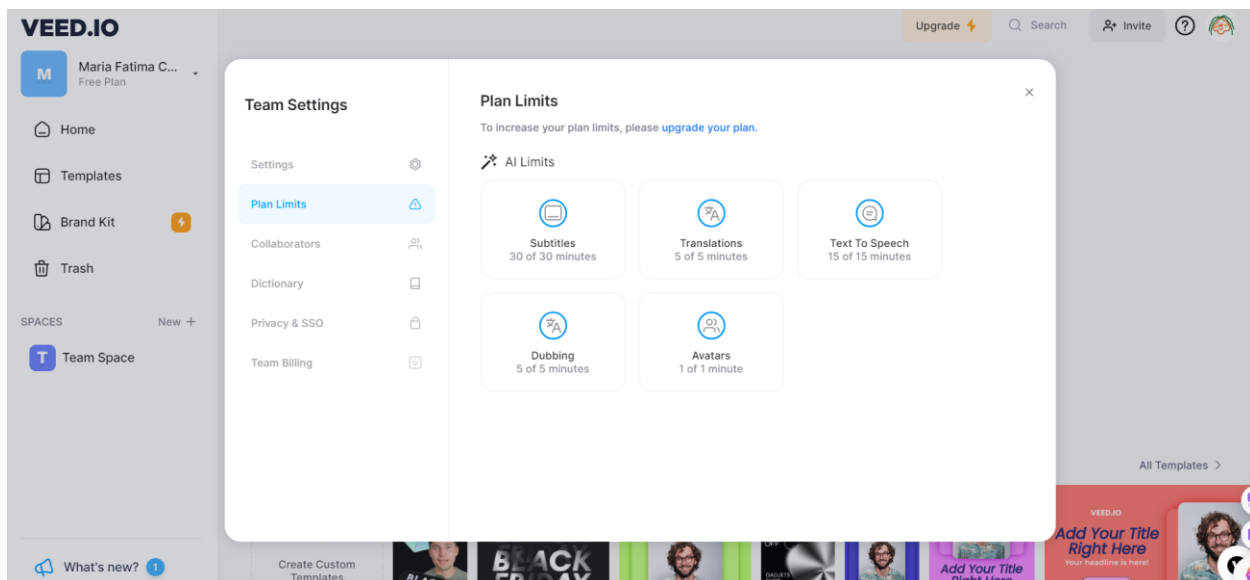 VEED.IO
M
Maria Fatima C...
Free Plan
Home
Templates
Brand Kit
Trash
SPACES
New +
T
Team Space
What's new?
1
Upgrade
Search
Invite
?
Team Settings
Settings
Plan Limits
Collaborators
Dictionary
Privacy & SSO
Team Billing
Plan Limits
To increase your plan limits, please upgrade your plan.
AI Limits
Subtitles
30 of 30 minutes
Translations
5 of 5 minutes
Text To Speech
15 of 15 minutes
Dubbing
5 of 5 minutes
Avatars
1 of 1 minute
All Templates
Create Custom
Templates
BLACK
FRIDAY
OFF
GADGETS
Add Your Title
Right Here
VEED.IO
Add Your Title
Right Here
Your headline is here!